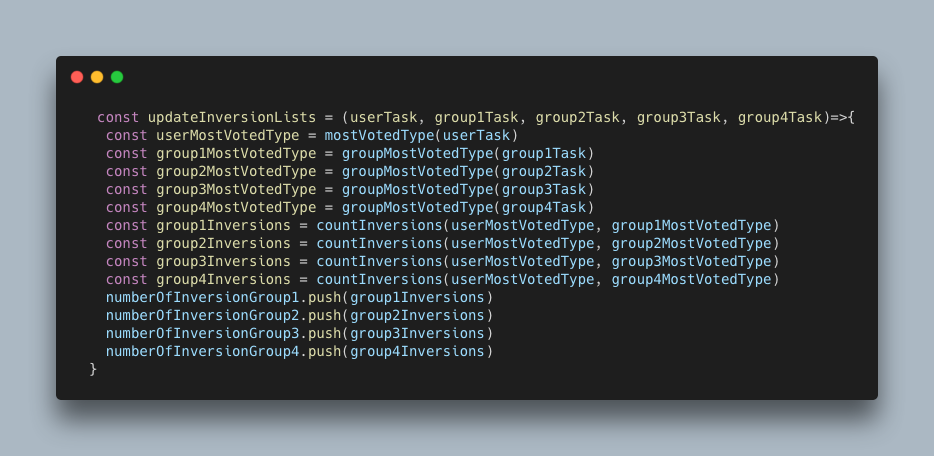 const updateInversionLists = (userTask, group1Task, group2Task, group3Task, group4Task)=>{
const userMostVotedType = mostVotedType(userTask)
const group1MostVotedType = groupMostVotedType(group1Task)
const group2MostVotedType = groupMostVotedType(group2Task)
const group3MostVotedType = groupMostVotedType(group3Task)
const group4MostVotedType = groupMostVotedType(group4Task)
const group1Inversions = countInversions(userMostVotedType, group1MostVotedType)
const group2Inversions = countInversions(userMostVotedType, group2MostVotedType)
const group3Inversions = countInversions(userMostVotedType, group3MostVotedType)
const group4Inversions = countInversions(userMostVotedType, group4MostVotedType)
numberOfInversionGroup1.push(group1Inversions)
numberOfInversionGroup2.push(group2Inversions)
numberOfInversionGroup3.push(group3Inversions)
numberOfInversionGroup4.push(group4Inversions)
}